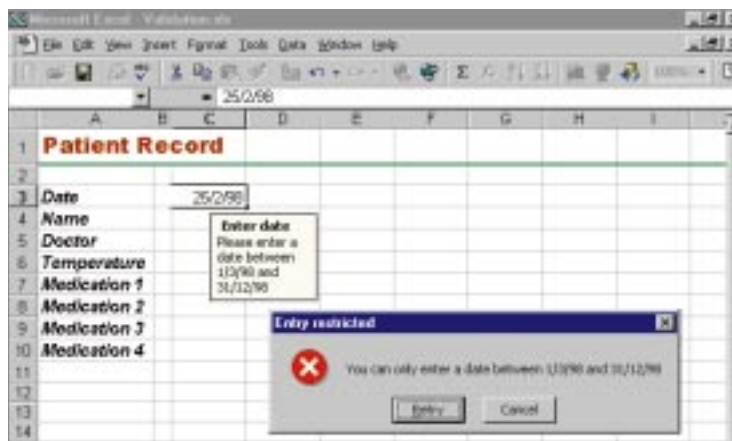 Microsoft Excel - Validation.xls
File Edit View Insert Format Tools Data Window Help
= 25/2/98
A B C D E F G H I
1 Patient Record
2
3 Date 25/2/98
4 Name
5 Doctor
6 Temperature
7 Medication 1
8 Medication 2
9 Medication 3
10 Medication 4
11
12
13
14
Enter date
Please enter a
date between
1/3/98 and
31/12/98
Entry restricted
You can only enter a date between 1/3/98 and 31/12/98
Retry Cancel